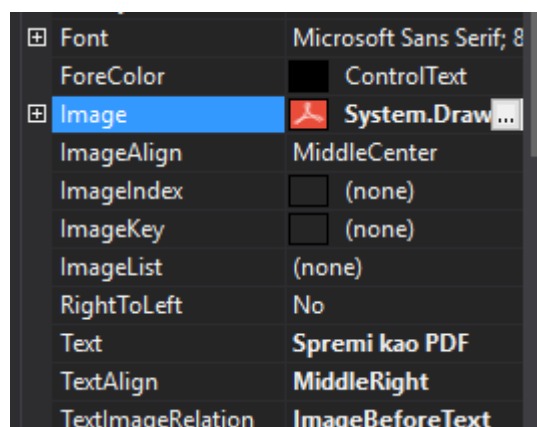 Font Microsoft Sans Serif; 8
ForeColor ControlText
Image System.Draw ...
ImageAlign MiddleCenter
ImageIndex (none)
ImageKey (none)
ImageList (none)
RightToLeft No
Text Spremi kao PDF
TextAlign MiddleRight
TextImageRelation ImageBeforeText